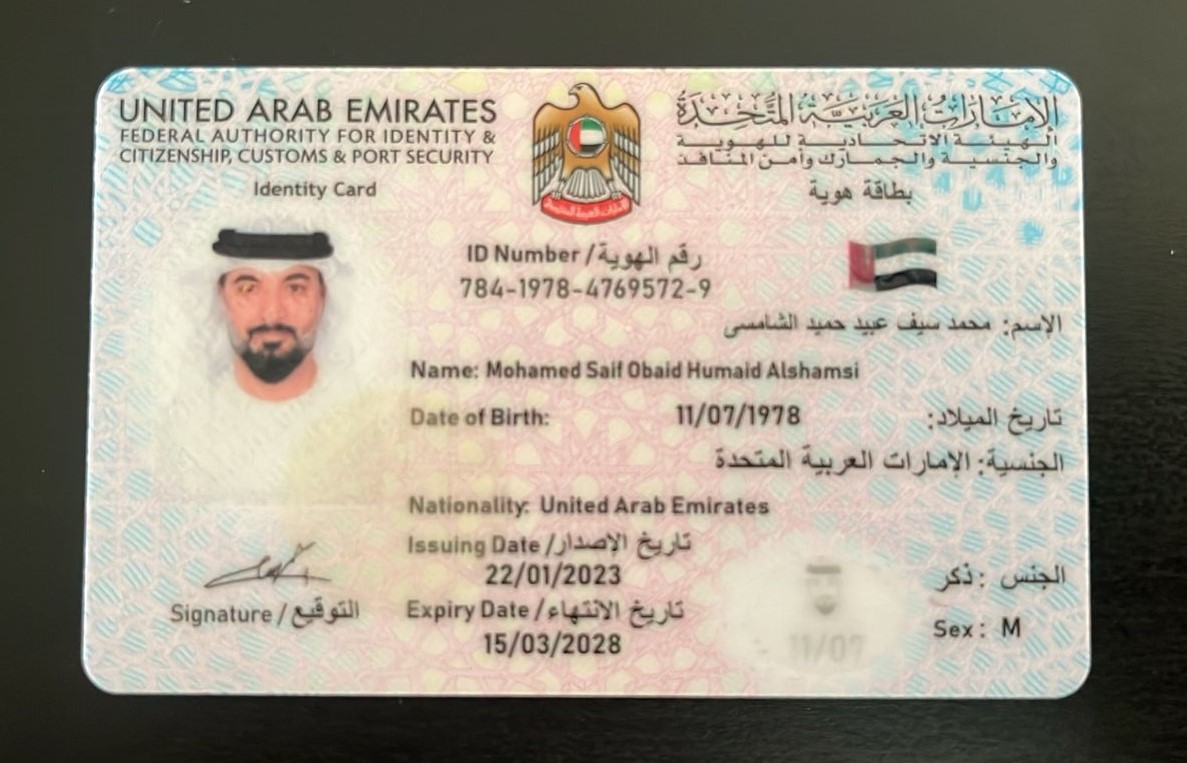 UNITED ARAB EMIRATES
FEDERAL AUTHORITY FOR IDENTITY &
CITIZENSHIP, CUSTOMS & PORT SECURITY
Identity Card
الإمارات العربية المتحدة
الهيئة الاتحادية للهوية
والجنسية والجمارك وأمن المنافذ
بطاقة هوية
ID Number / رقم الهوية
784-1978-4769572-9
الإسم: محمد سيف عبيد حميد الشامسى
Name: Mohamed Saif Obaid Humaid Alshamsi
Date of Birth: 11/07/1978 تاريخ الميلاد:
الجنسية: الإمارات العربية المتحدة
Nationality: United Arab Emirates
Issuing Date / تاريخ الإصدار
22/01/2023
Expiry Date / تاريخ الانتهاء
15/03/2028
الجنس : ذكر
Sex: M
Signature / التوقيع
11/07